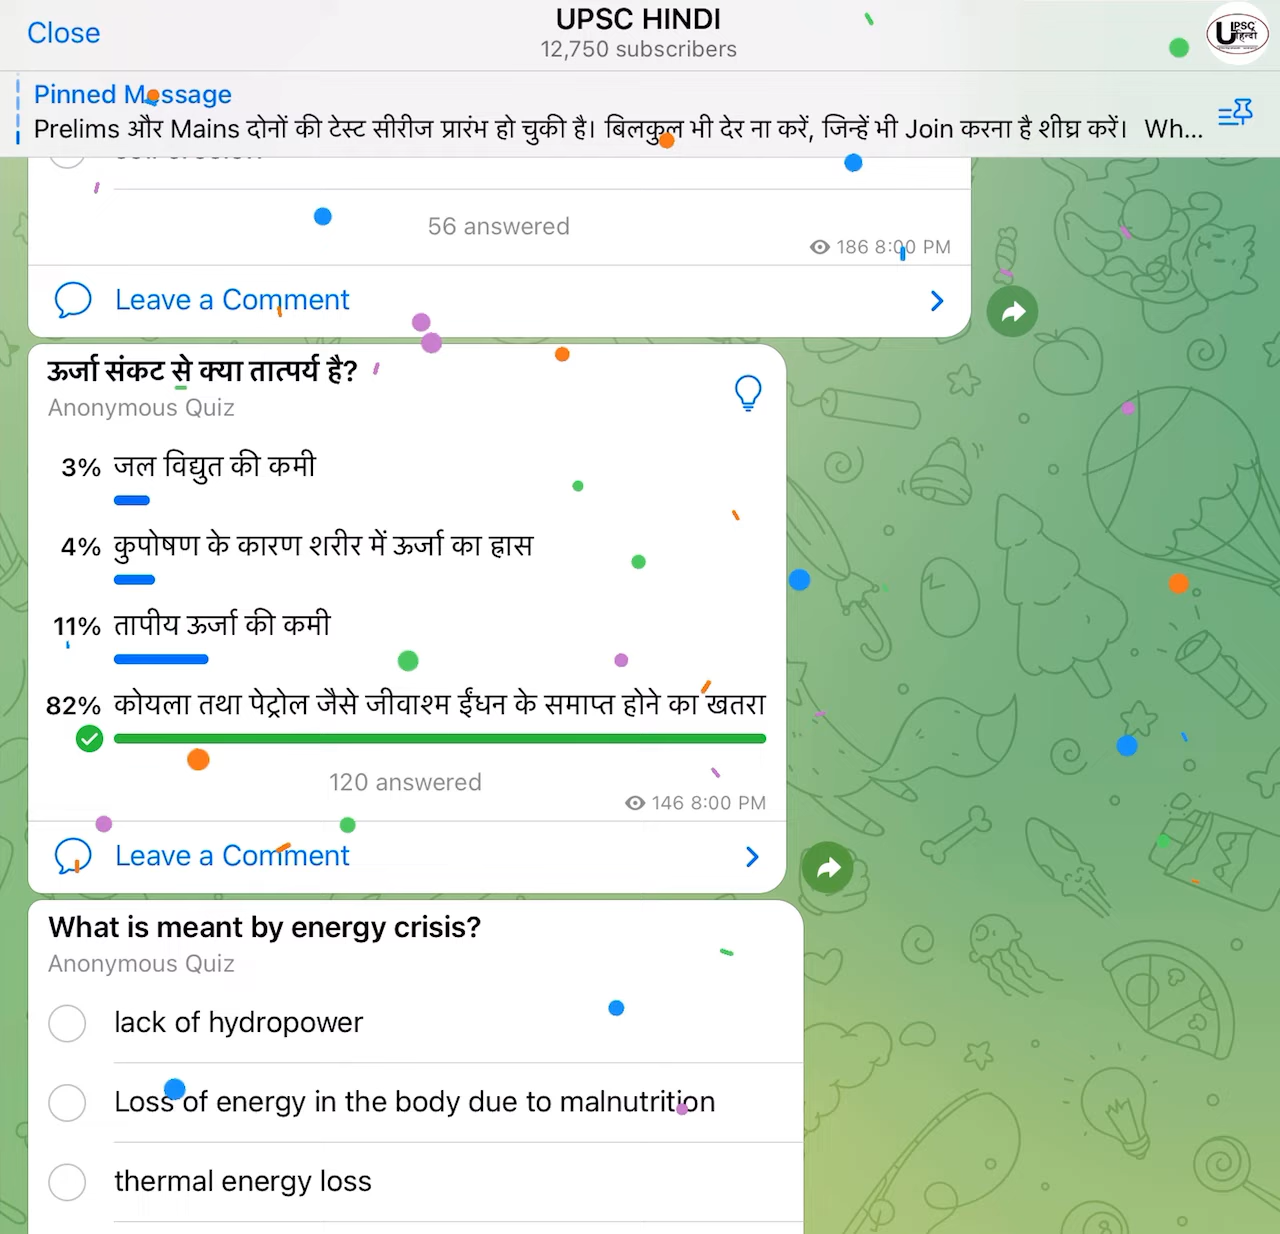 Close
UPSC HINDI
12,750 subscribers
UPSC
हिन्दी
Pinned Message
Prelims और Mains दोनों की टेस्ट सीरीज प्रारंभ हो चुकी है। बिलकुल भी देर ना करें, जिन्हें भी Join करना है शीघ्र करें। Wh...
56 answered
186 8:00 PM
Leave a Comment
ऊर्जा संकट से क्या तात्पर्य है?
Anonymous Quiz
3% जल विद्युत की कमी
4% कुपोषण के कारण शरीर में ऊर्जा का ह्रास
11% तापीय ऊर्जा की कमी
82% कोयला तथा पेट्रोल जैसे जीवाश्म ईंधन के समाप्त होने का खतरा
120 answered
146 8:00 PM
Leave a Comment
What is meant by energy crisis?
Anonymous Quiz
lack of hydropower
Loss of energy in the body due to malnutrition
thermal energy loss